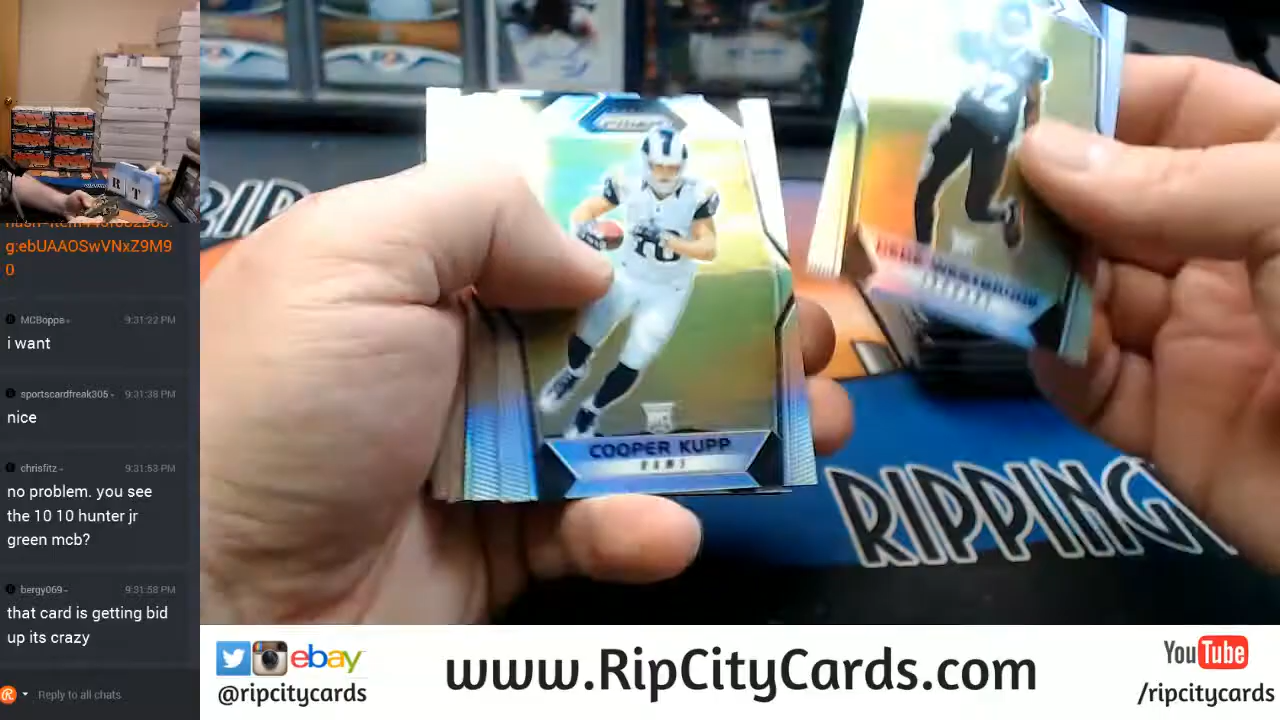 g:ebUAAOSwVNxZ9M9
0
MCBoppa
9:31:22 PM
i want
sportscardfreak305
9:31:38 PM
nice
chrisfitz
9:31:53 PM
no problem. you see
the 10 10 hunter jr
green mcb?
bergy069
9:31:58 PM
that card is getting bid
up its crazy
Reply to all chats
R T
RIP
PRIZM
COOPER KUPP
RAMS
RIPPING
ebay
@ripcitycards
www.RipCityCards.com
YouTube
/ripcitycards